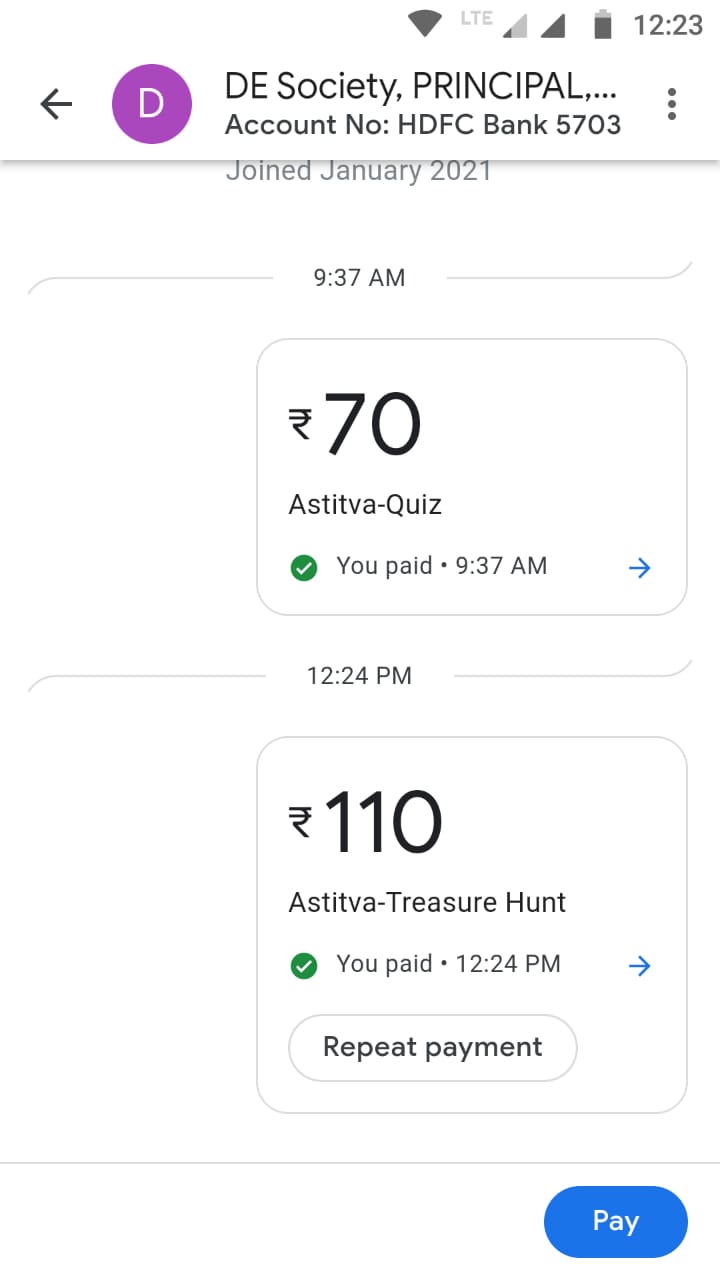 LTE 12:23
D
DE Society, PRINCIPAL,...
Account No: HDFC Bank 5703
Joined January 2021
9:37 AM
₹70
Astitva-Quiz
You paid • 9:37 AM
12:24 PM
₹110
Astitva-Treasure Hunt
You paid • 12:24 PM
Repeat payment
Pay